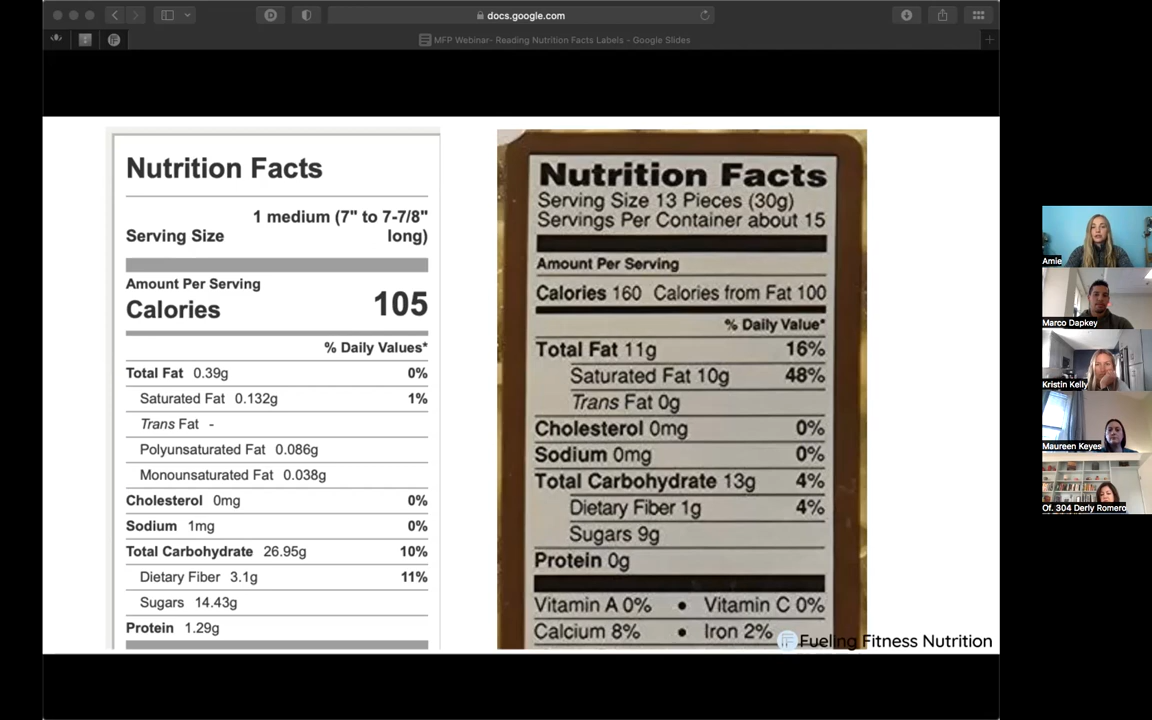 docs.google.com
MFP Webinar- Reading Nutrition Facts Labels - Google Slides
Nutrition Facts
1 medium (7" to 7-7/8"
Serving Size long)
Amount Per Serving
Calories 105
% Daily Values*
Total Fat 0.39g 0%
Saturated Fat 0.132g 1%
Trans Fat -
Polyunsaturated Fat 0.086g
Monounsaturated Fat 0.038g
Cholesterol 0mg 0%
Sodium 1mg 0%
Total Carbohydrate 26.95g 10%
Dietary Fiber 3.1g 11%
Sugars 14.43g
Protein 1.29g
Nutrition Facts
Serving Size 13 Pieces (30g)
Servings Per Container about 15
Amount Per Serving
Calories 160 Calories from Fat 100
% Daily Value*
Total Fat 11g 16%
Saturated Fat 10g 48%
Trans Fat 0g
Cholesterol 0mg 0%
Sodium 0mg 0%
Total Carbohydrate 13g 4%
Dietary Fiber 1g 4%
Sugars 9g
Protein 0g
Vitamin A 0% • Vitamin C 0%
Calcium 8% • Iron 2%
Fueling Fitness Nutrition
Amie
Marco Dapkey
Kristin Kelly
Maureen Keyes
Of. 304 Derly Romero